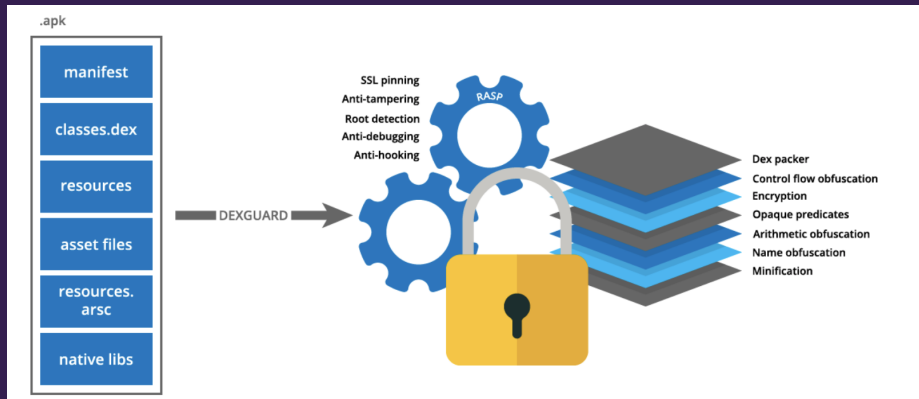 .apk
manifest
classes.dex
resources
asset files
resources.
arsc
native libs
DEXGUARD
SSL pinning
Anti-tampering
Root detection
Anti-debugging
Anti-hooking
RASP
Dex packer
Control flow obfuscation
Encryption
Opaque predicates
Arithmetic obfuscation
Name obfuscation
Minification